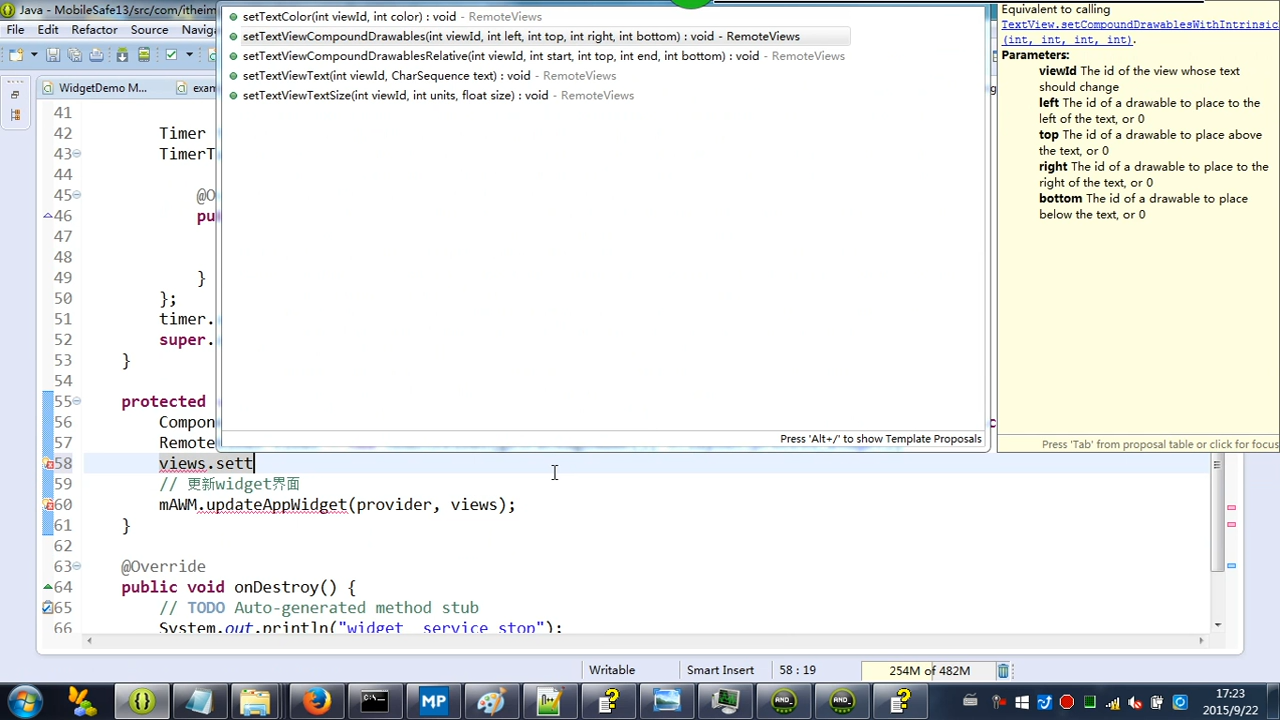 Java - MobileSafe13/src/com/itheim
File Edit Refactor
WidgetDemo M...
exam
setTextColor(int viewId, int color) : void - RemoteViews
setTextViewCompoundDrawables(int viewId, int left, int top, int right, int bottom) : void - RemoteViews
setTextViewCompoundDrawablesRelative(int viewId, int start, int top, int end, int bottom) : void - RemoteViews
setTextViewText(int viewId, CharSequence text) : void - RemoteViews
setTextViewTextSize(int viewId, int units, float size) : void - RemoteViews
Press 'Alt+/' to show Template Proposals
Equivalent to calling
TextView.setCompoundDrawablesWithIntrinsic
(int, int, int, int).
Parameters:
viewId The id of the view whose text
should change
left The id of a drawable to place to the
left of the text, or 0
top The id of a drawable to place above
the text, or 0
right The id of a drawable to place to the
right of the text, or 0
bottom The id of a drawable to place
below the text, or 0
Press 'Tab' from proposal table or click for focus
41
42 Timer
43 TimerT
44
45 @O
46 pu
47
48
49 }
50 };
51 timer.
52 super.
53 }
54
55 protected
56 Compon c
57 Remote
58 views.sett
59 // 更新widget界面
60 mAWM.updateAppWidget(provider, views);
61 }
62
63 @Override
64 public void onDestroy() {
65 // TODO Auto-generated method stub
66 System.out.println("widget service stop");
Writable Smart Insert 58 : 19 254M of 482M
17:23
2015/9/22